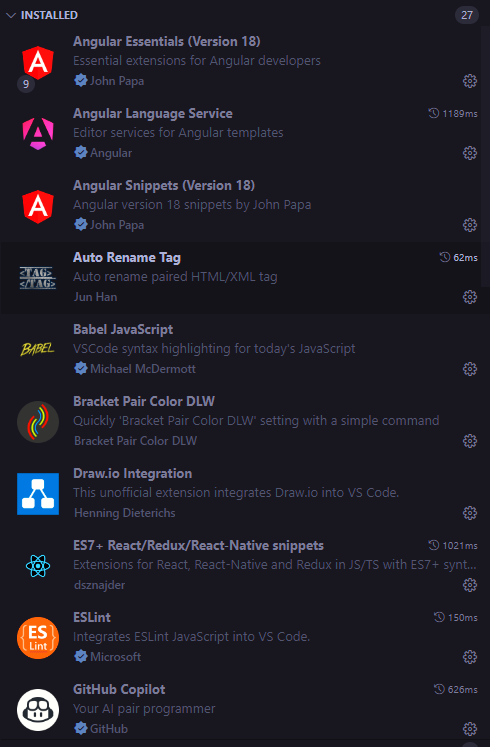 INSTALLED 27
Angular Essentials (Version 18)
Essential extensions for Angular developers
9
John Papa
Angular Language Service 1189ms
Editor services for Angular templates
Angular
Angular Snippets (Version 18)
Angular version 18 snippets by John Papa
John Papa
Auto Rename Tag 62ms
<TAG>
</TAG>
Auto rename paired HTML/XML tag
Jun Han
Babel JavaScript
BABEL
VSCode syntax highlighting for today's JavaScript
Michael McDermott
Bracket Pair Color DLW
Quickly 'Bracket Pair Color DLW' setting with a simple command
Bracket Pair Color DLW
Draw.io Integration
This unofficial extension integrates Draw.io into VS Code.
Henning Dieterichs
ES7+ React/Redux/React-Native snippets 1021ms
Extensions for React, React-Native and Redux in JS/TS with ES7+ synt...
dsznajder
ESLint 150ms
{ES}
Lint
Integrates ESLint JavaScript into VS Code.
Microsoft
GitHub Copilot 626ms
Your AI pair programmer
GitHub